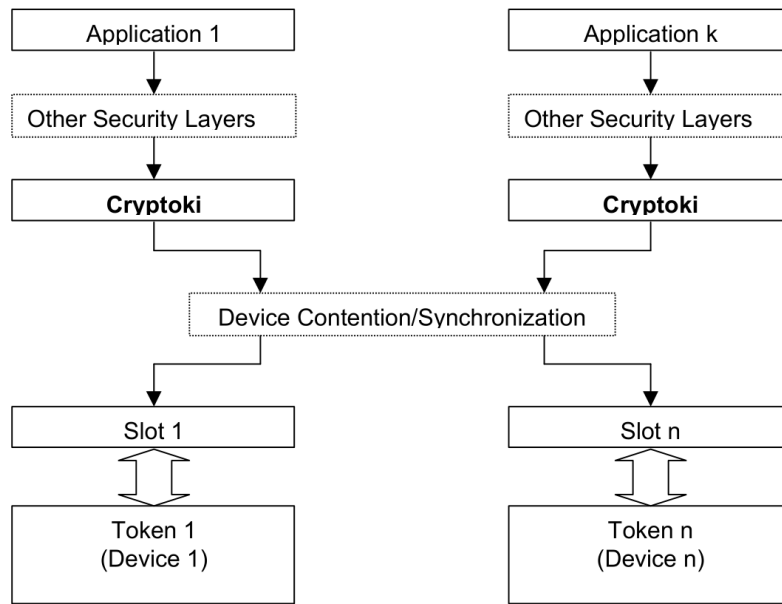 Application 1
Application k
Other Security Layers
Other Security Layers
Cryptoki
Cryptoki
Device Contention/Synchronization
Slot 1
Slot n
Token 1
(Device 1)
Token n
(Device n)